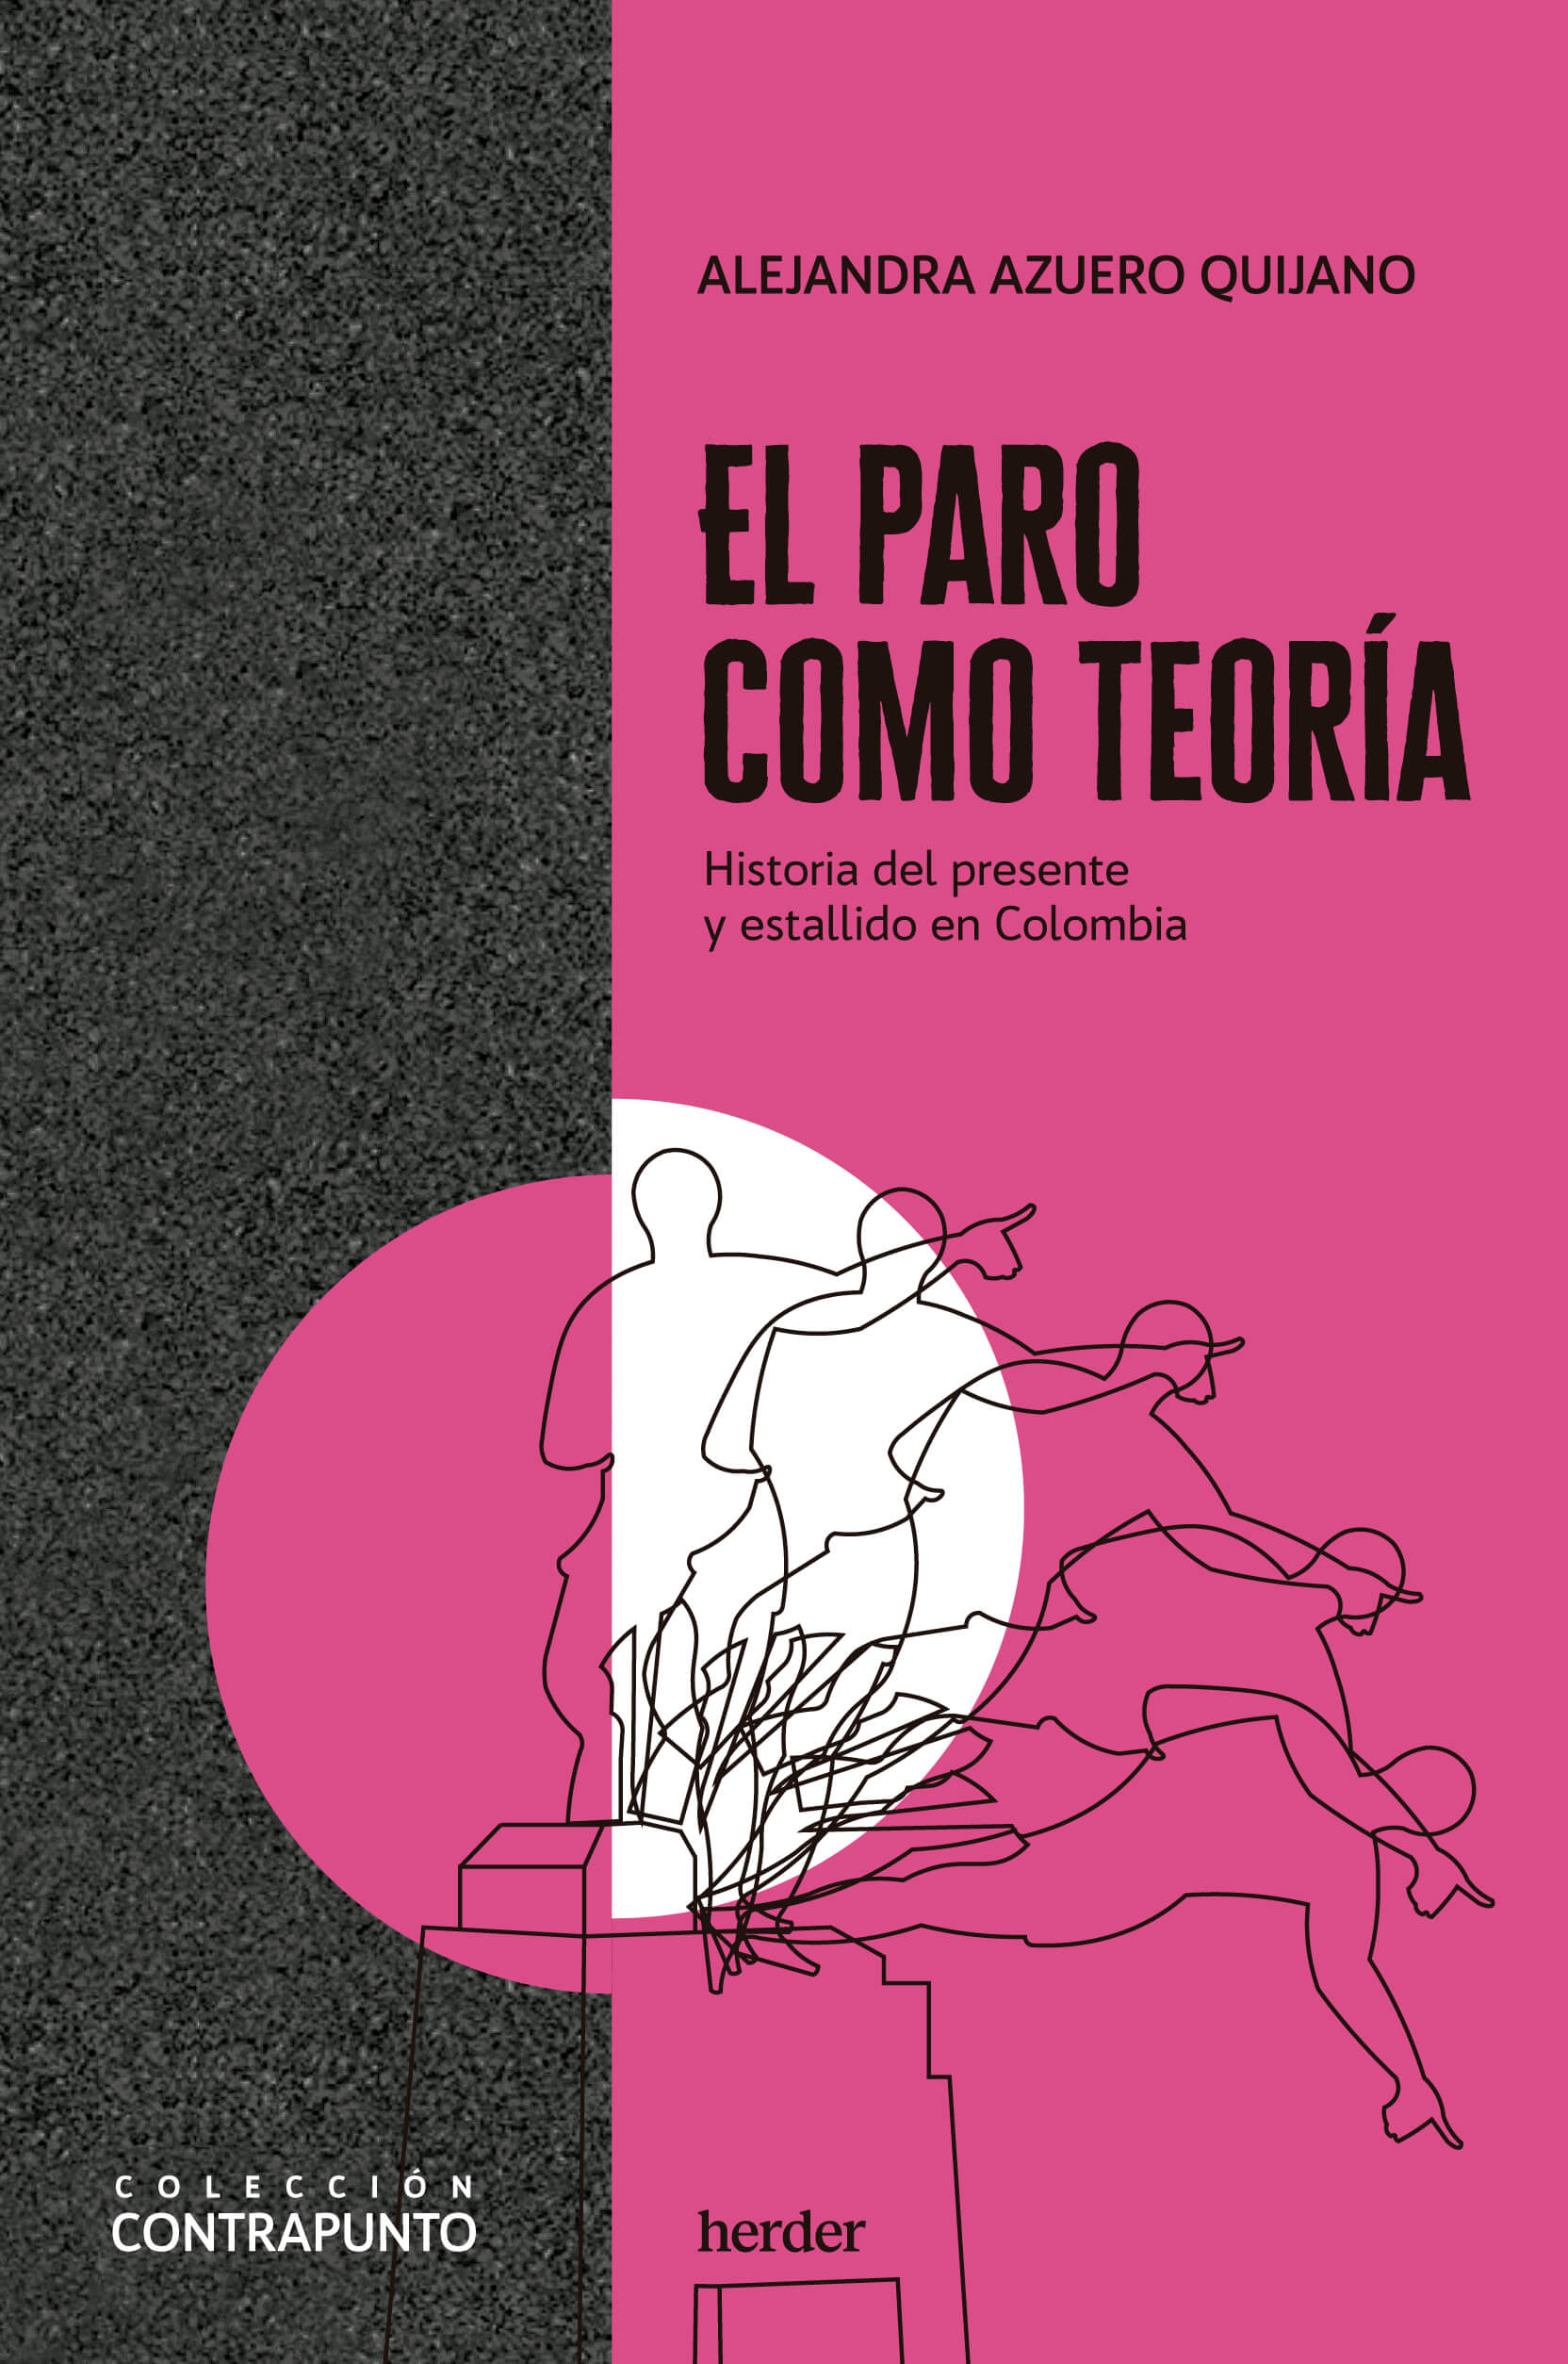 ALEJANDRA AZUERO QUIJANO
EL PARO
COMO TEORÍA
Historia del presente
y estallido en Colombia
COLECCIÓN
CONTRAPUNTO
herder